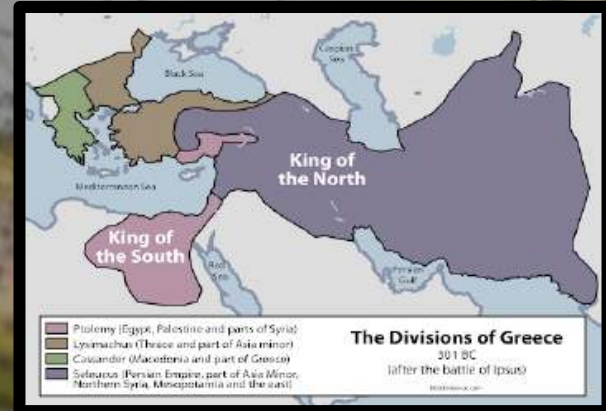 Caspian
Sea
Black Sea
Mediterranean Sea
King of
the North
King of
the South
Red
Sea
Persian
Gulf
Ptolemy (Egypt, Palestine and parts of Syria)
Lysimachus (Thrace and part of Asia minor)
Cassander (Macedonia and part of Greece)
Seleucus (Persian Empire, part of Asia Minor,
Northern Syria, Mesopotamia and the east)
The Divisions of Greece
301 BC
(after the battle of Ipsus)